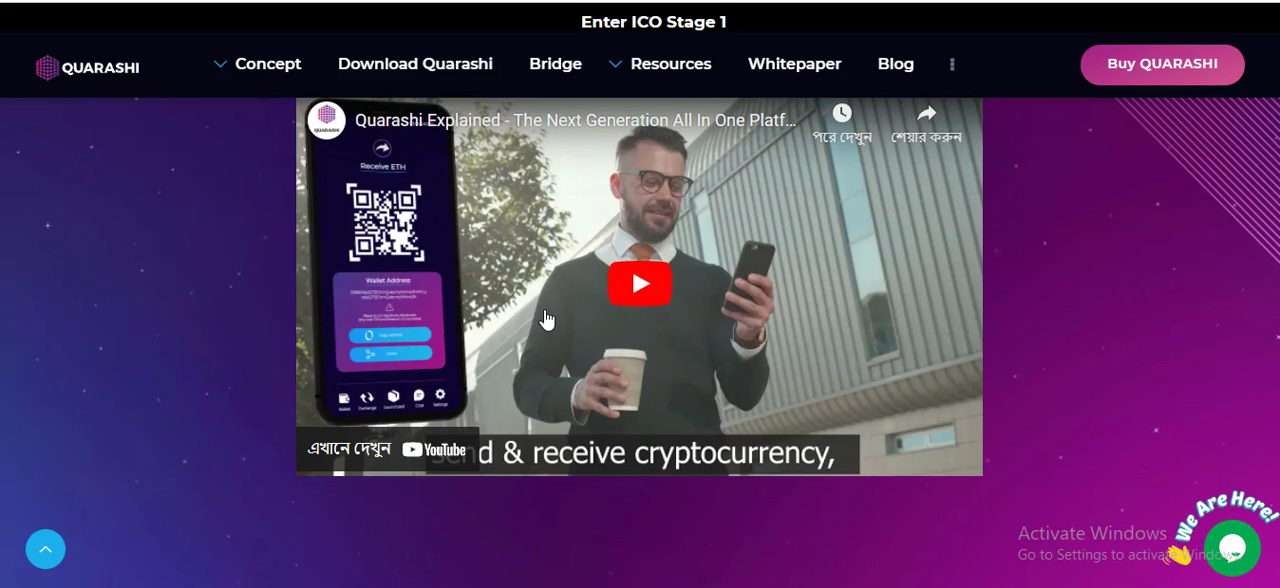 Enter ICO Stage 1
QUARASHI
Concept
Download Quarashi
Bridge
Resources
Whitepaper
Blog
Buy QUARASHI
QUARASHI
Quarashi Explained - The Next Generation All In One Platf...
পরে দেখুন
শেয়ার করুন
Receive ETH
Wallet Address
Wallet
Exchange
Launchpad
Chat
Settings
এখানে দেখুন YouTube
send & receive cryptocurrency,
We Are Here!
Activate Windows
Go to Settings to activate Windows.